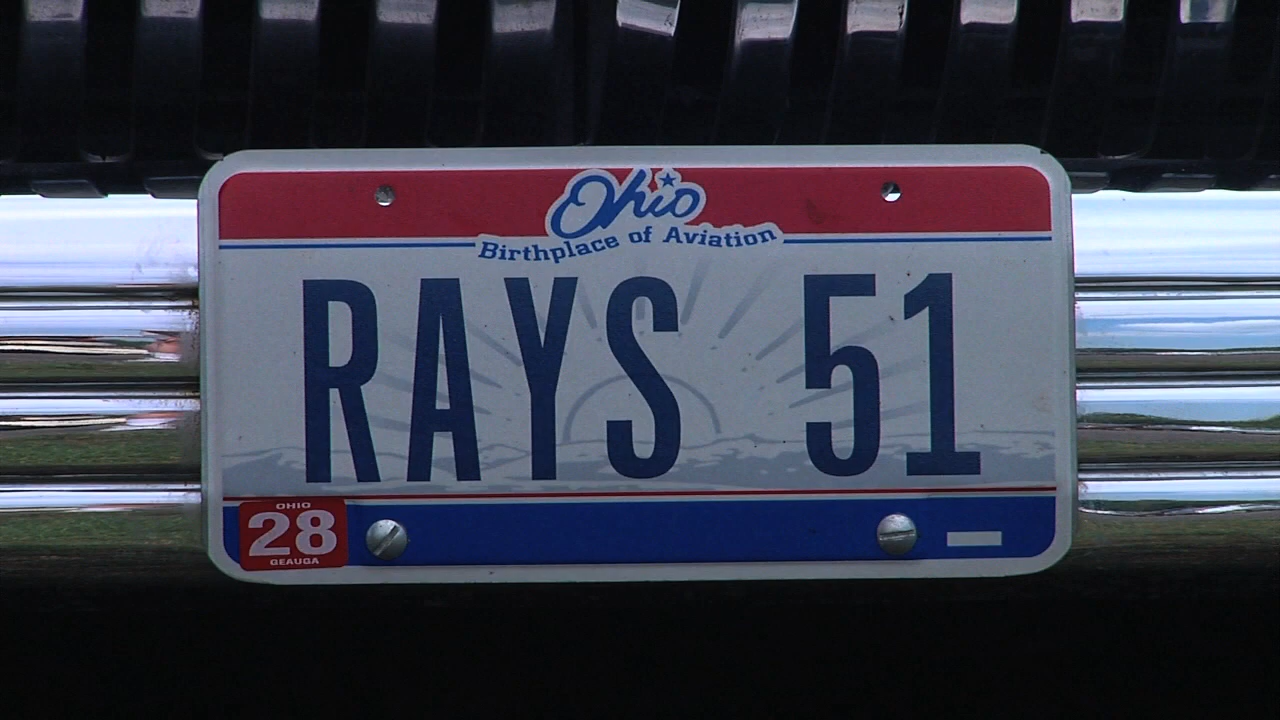 Ohio
Birthplace of Aviation
RAYS 51
OHIO
28
GEAUGA